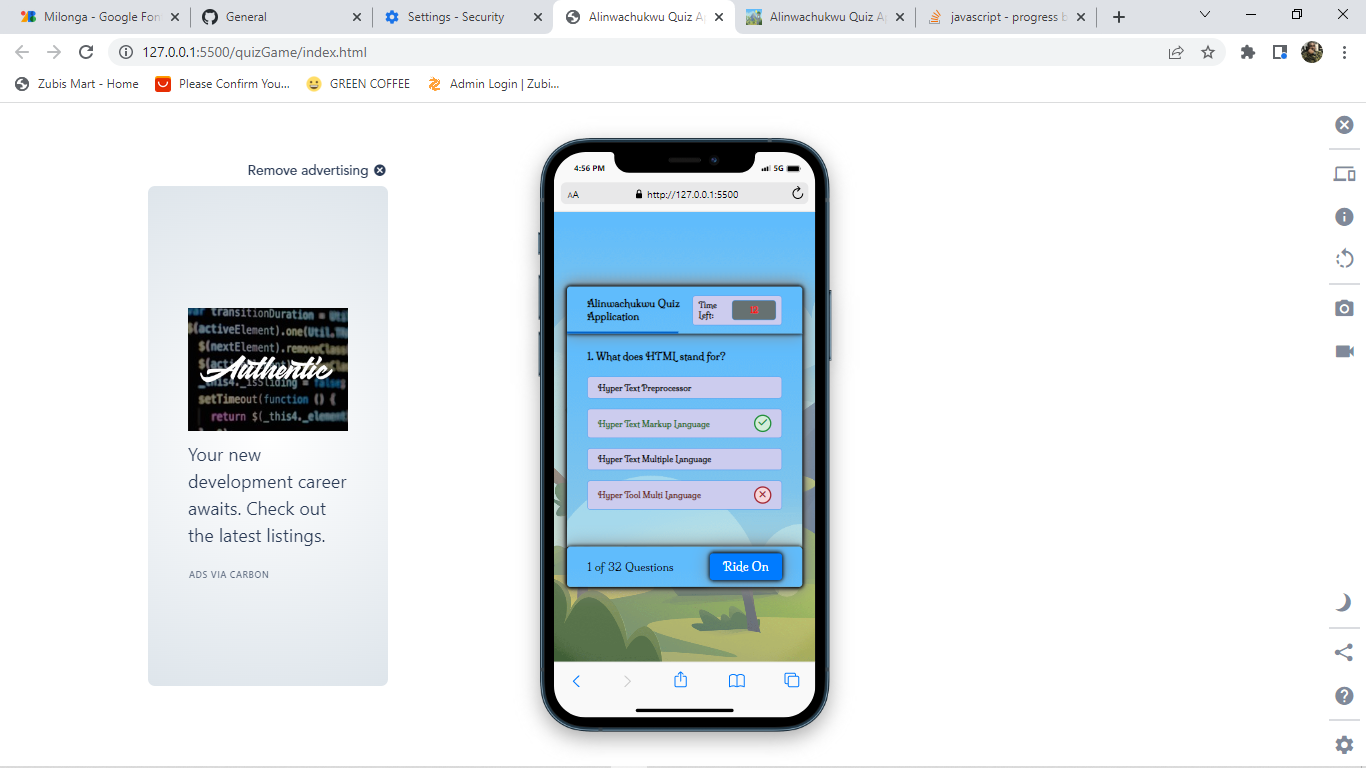 Milonga - Google Fon
General
Settings - Security
Alinwachukwu Quiz Ap
Alinwachukwu Quiz Ap
javascript - progress b
127.0.0.1:5500/quizGame/index.html
Zubis Mart - Home
Please Confirm You...
GREEN COFFEE
Admin Login | Zubi...
Remove advertising
var transitionDuration = Util
$(activeElement).one(Util.TR
$(nextElement).removeClass
Authentic
setTimeout(function () {
return $(_this4._element
Your new
development career
awaits. Check out
the latest listings.
ADS VIA CARBON
4:56 PM
5G
AA
http://127.0.0.1:5500
Alinwachukwu Quiz
Application
Time
Left:
1. What does HTML stand for?
Hyper Text Preprocessor
Hyper Text Markup Language
Hyper Text Multiple Language
Hyper Tool Multi Language
1 of 32 Questions
Ride On